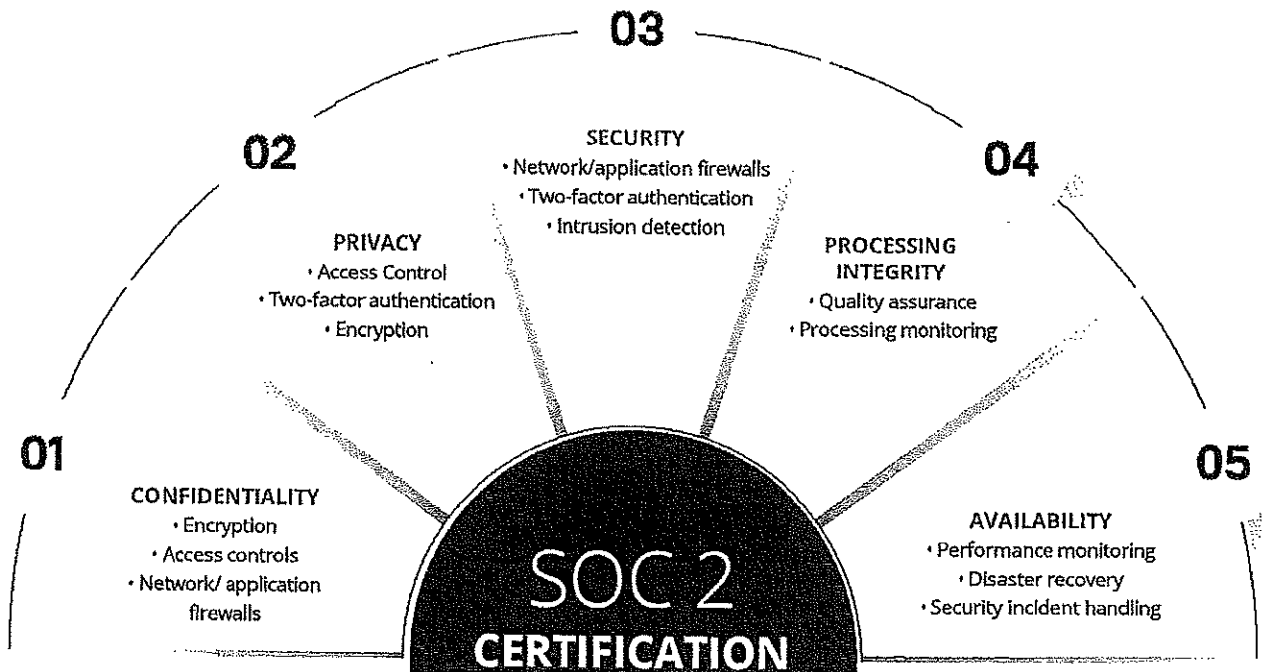 01
CONFIDENTIALITY
• Encryption
• Access controls
• Network/ application
firewalls
02
PRIVACY
• Access Control
• Two-factor authentication
• Encryption
03
SECURITY
• Network/application firewalls
• Two-factor authentication
• Intrusion detection
04
PROCESSING
INTEGRITY
• Quality assurance
• Processing monitoring
05
AVAILABILITY
• Performance monitoring
• Disaster recovery
• Security incident handling
SOC 2
CERTIFICATION